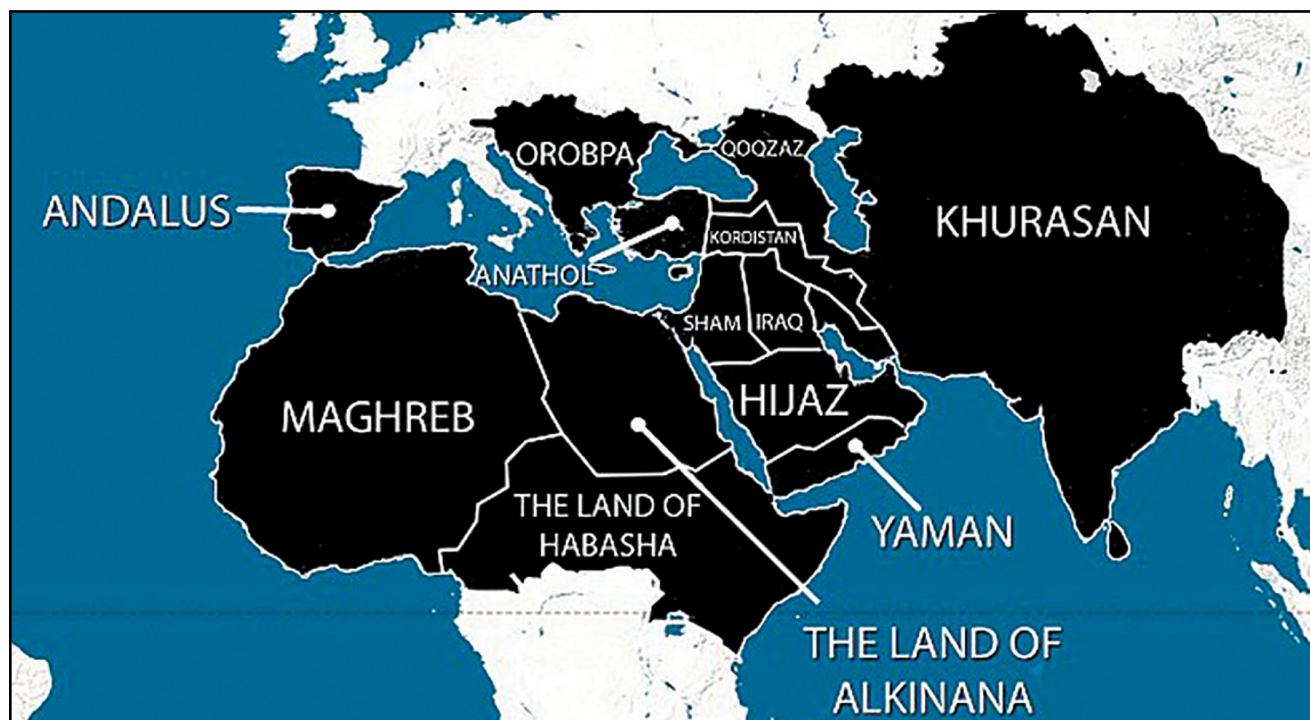 OROBPA
QOQZAZ
ANDALUS
KHURASAN
KORDISTAN
ANATHOL
SHAM
IRAQ
HIJAZ
MAGHREB
THE LAND OF
HABASHA
YAMAN
THE LAND OF
ALKINANA